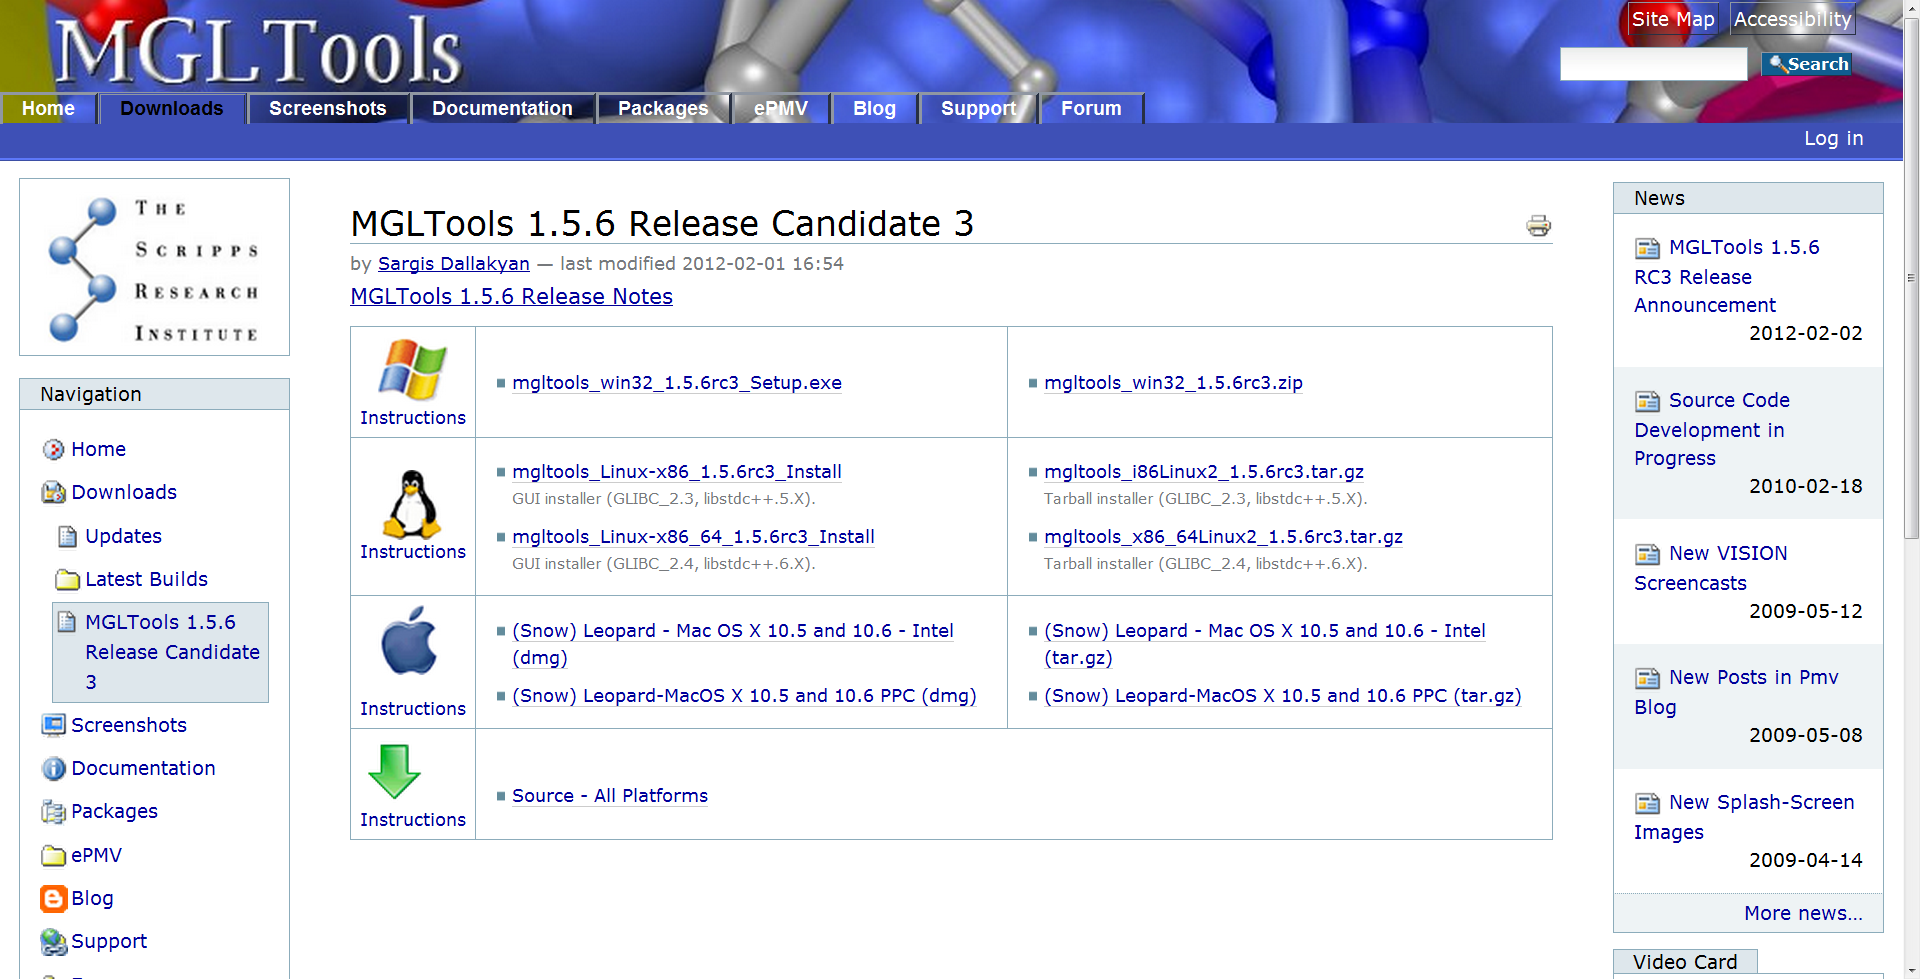 MGLTools
Site Map
Accessibility
Search
Home
Downloads
Screenshots
Documentation
Packages
ePMV
Blog
Support
Forum
Log in
THE
SCRIPPS
RESEARCH
INSTITUTE
Navigation
Home
Downloads
Updates
Latest Builds
MGLTools 1.5.6
Release Candidate
3
Screenshots
Documentation
Packages
ePMV
Blog
Support
MGLTools 1.5.6 Release Candidate 3
by Sargis Dallakyan — last modified 2012-02-01 16:54
MGLTools 1.5.6 Release Notes
Instructions
mgltools_win32_1.5.6rc3_Setup.exe
mgltools_win32_1.5.6rc3.zip
Instructions
mgltools_Linux-x86_1.5.6rc3_Install
GUI installer (GLIBC_2.3, libstdc++.5.X).
mgltools_Linux-x86_64_1.5.6rc3_Install
GUI installer (GLIBC_2.4, libstdc++.6.X).
mgltools_i86Linux2_1.5.6rc3.tar.gz
Tarball installer (GLIBC_2.3, libstdc++.5.X).
mgltools_x86_64Linux2_1.5.6rc3.tar.gz
Tarball installer (GLIBC_2.4, libstdc++.6.X).
Instructions
(Snow) Leopard - Mac OS X 10.5 and 10.6 - Intel
(dmg)
(Snow) Leopard-MacOS X 10.5 and 10.6 PPC (dmg)
(Snow) Leopard - Mac OS X 10.5 and 10.6 - Intel
(tar.gz)
(Snow) Leopard-MacOS X 10.5 and 10.6 PPC (tar.gz)
Instructions
Source - All Platforms
News
MGLTools 1.5.6
RC3 Release
Announcement
2012-02-02
Source Code
Development in
Progress
2010-02-18
New VISION
Screencasts
2009-05-12
New Posts in Pmv
Blog
2009-05-08
New Splash-Screen
Images
2009-04-14
More news…
Video Card